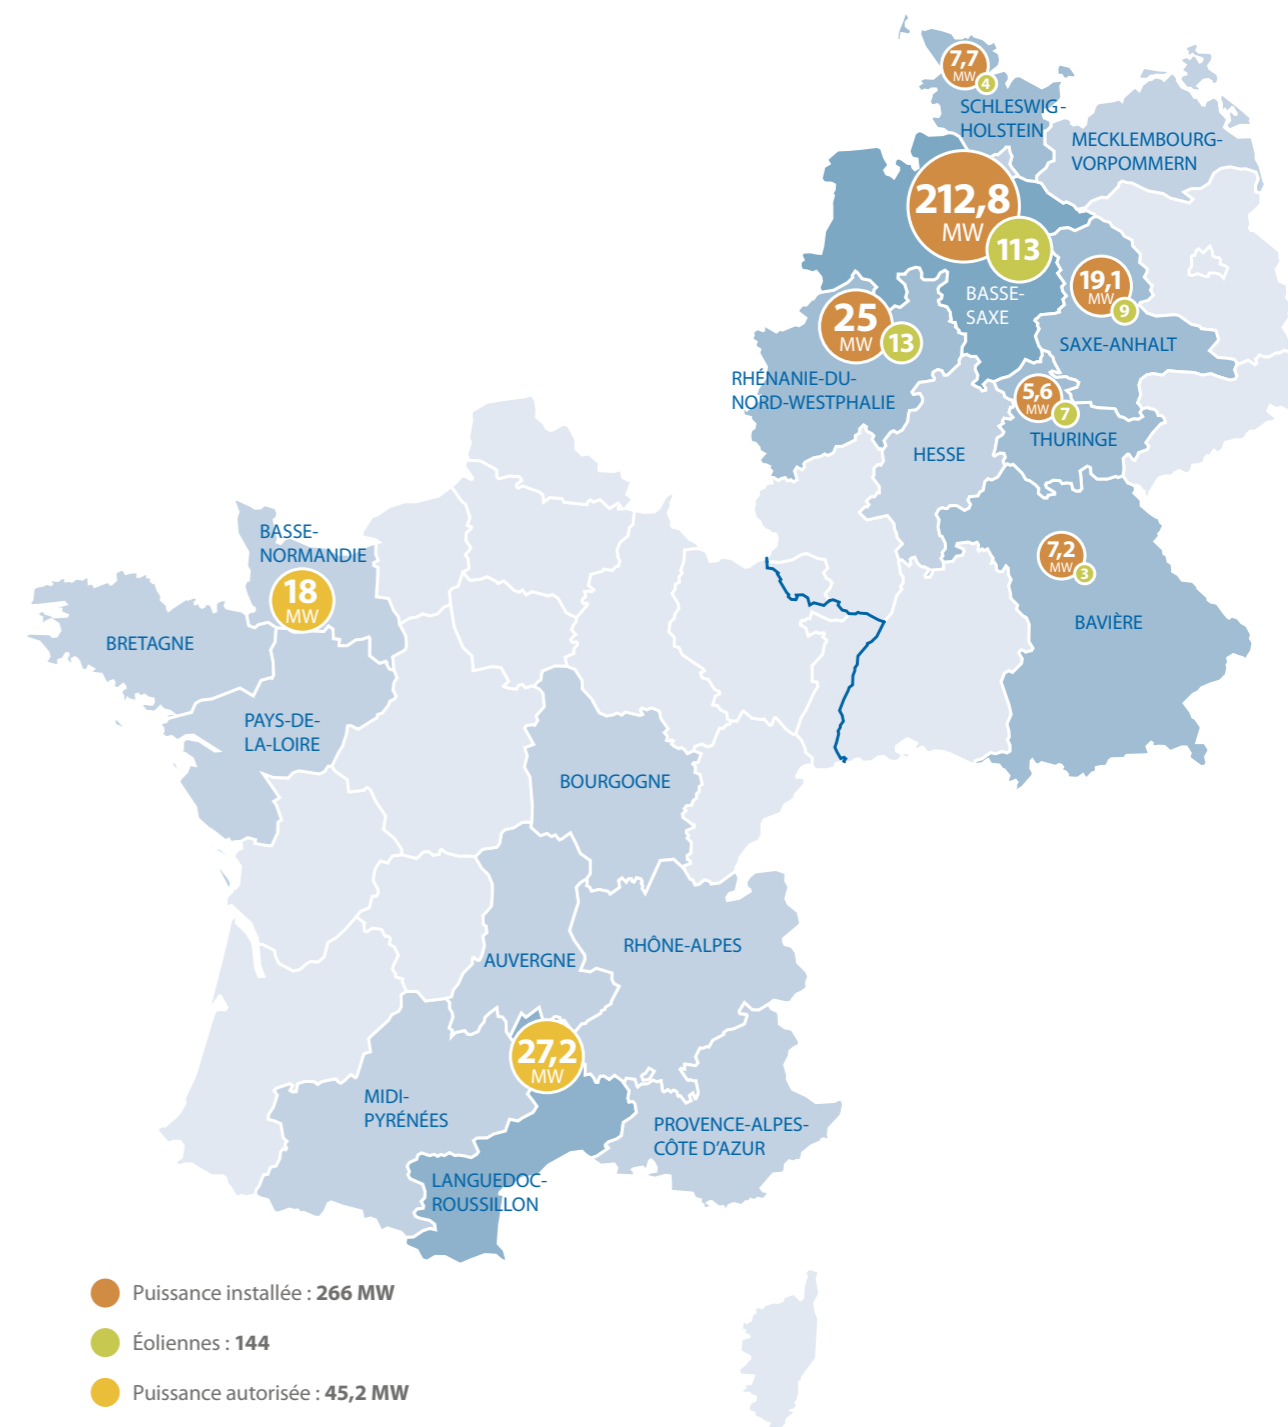 7,7
MW
4
SCHLESWIG-
HOLSTEIN
MECKLEMBOURG-
VORPOMMERN
212,8
MW
113
BASSE-
SAXE
19,1
MW
9
SAXE-ANHALT
25
MW
13
RHÉNANIE-DU-
NORD-WESTPHALIE
5,6
MW
7
THURINGE
HESSE
7,2
MW
3
BAVIÈRE
BASSE-
NORMANDIE
18
MW
BRETAGNE
PAYS-DE-
LA-LOIRE
BOURGOGNE
AUVERGNE
RHÔNE-ALPES
27,2
MW
MIDI-
PYRÉNÉES
PROVENCE-ALPES-
CÔTE D'AZUR
LANGUEDOC-
ROUSSILLON
Puissance installée : 266 MW
Éoliennes : 144
Puissance autorisée : 45,2 MW